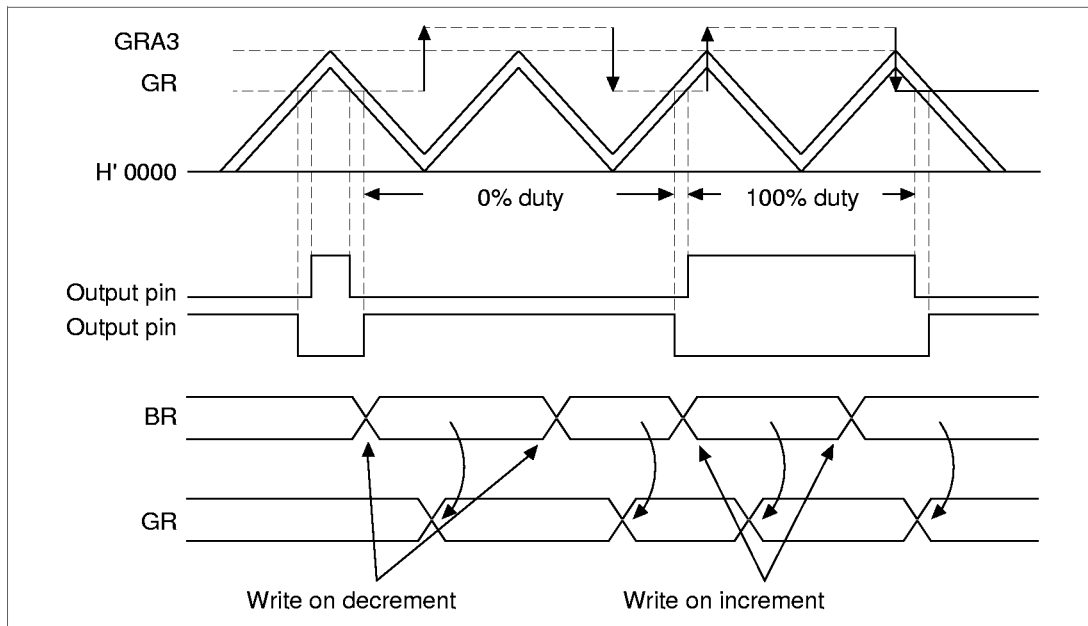 GRA3
GR
H' 0000
0% duty
100% duty
Output pin
Output pin
BR
GR
Write on decrement
Write on increment